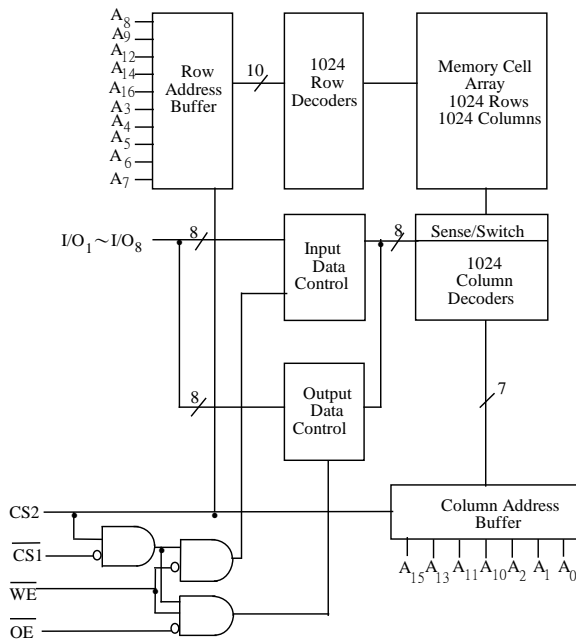 A8
A9
A12
A14
A16
A3
A4
A5
A6
A7
Row
Address
Buffer
10
1024
Row
Decoders
Memory Cell
Array
1024 Rows
1024 Columns
I/O1~I/O8
8
Input
Data
Control
8
Sense/Switch
1024
Column
Decoders
8
Output
Data
Control
7
CS2
Column Address
Buffer
CS1
WE
OE
A15 A13 A11 A10 A2 A1 A0